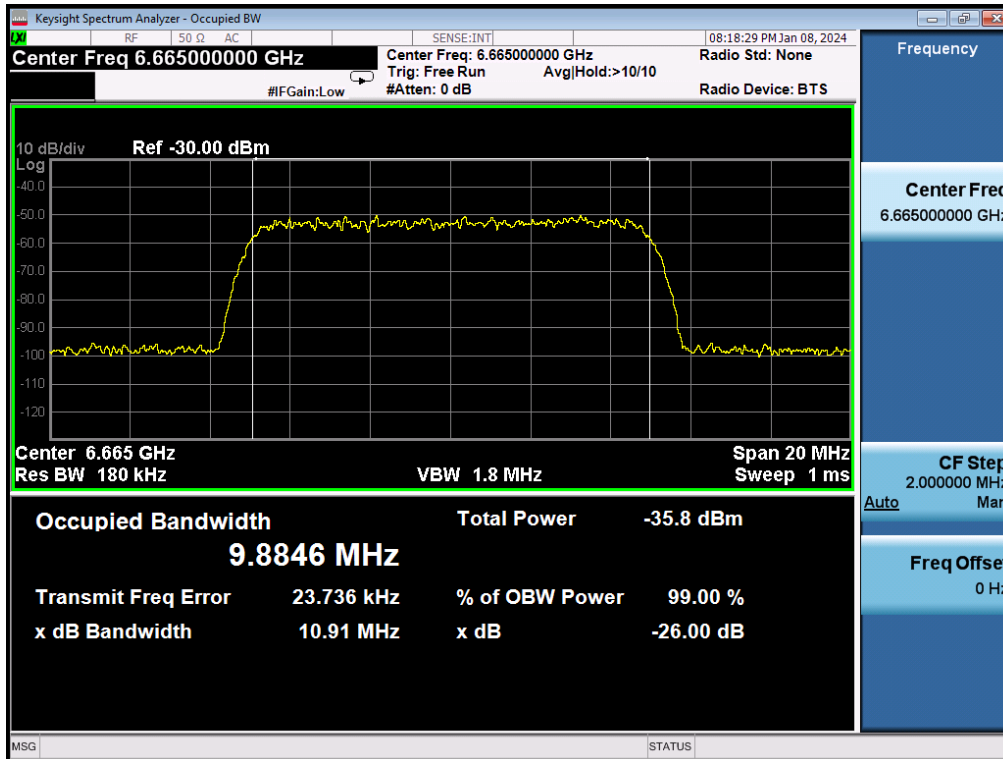 Keysight Spectrum Analyzer - Occupied BW
LXI RF 50 Ω AC SENSE:INT 08:18:29 PM Jan 08, 2024
Center Freq 6.665000000 GHz
Center Freq: 6.665000000 GHz Radio Std: None
Trig: Free Run Avg|Hold:>10/10
#IFGain:Low #Atten: 0 dB Radio Device: BTS
10 dB/div Ref -30.00 dBm
Log
-40.0
-50.0
-60.0
-70.0
-80.0
-90.0
-100
-110
-120
Center 6.665 GHz Span 20 MHz
Res BW 180 kHz VBW 1.8 MHz Sweep 1 ms
Occupied Bandwidth Total Power -35.8 dBm
9.8846 MHz
Transmit Freq Error 23.736 kHz % of OBW Power 99.00 %
x dB Bandwidth 10.91 MHz x dB -26.00 dB
MSG STATUS
Frequency
Center Freq
6.665000000 GHz
CF Step
2.000000 MHz
Auto Man
Freq Offset
0 Hz